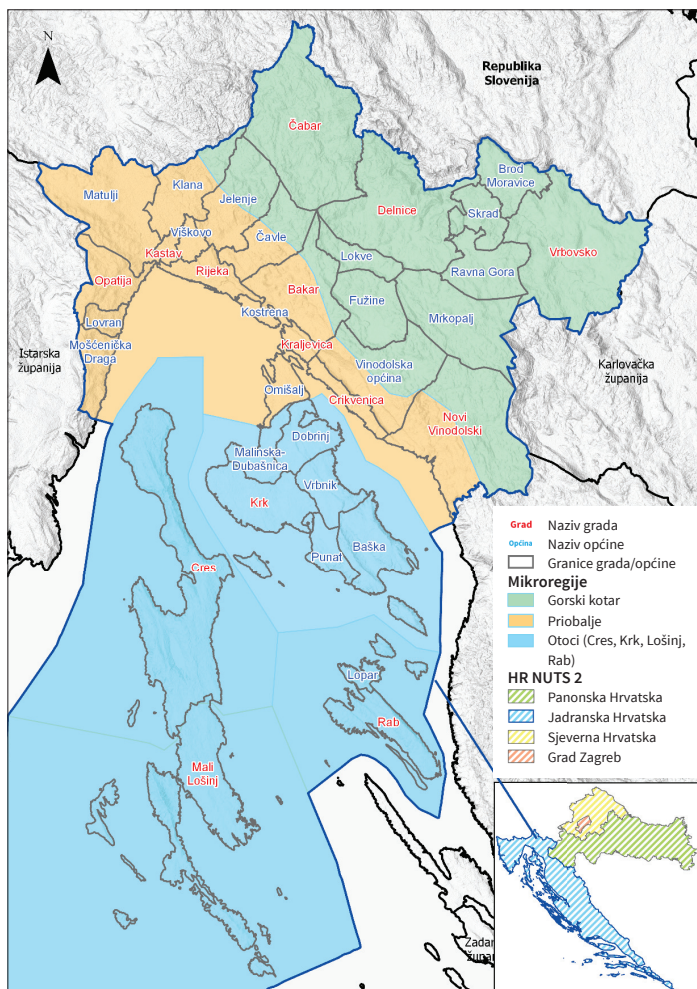 N
Republika
Slovenija
Čabar
Brod
Moravice
Matulji
Klana
Jelenje
Delnice
Skrad
Viškovo
Čavle
Vrbovsko
Kastav
Lokve
Opatija
Rijeka
Ravna Gora
Bakar
Fužine
Kostrena
Mrkopalj
Lovran
Mošćenička
Draga
Kraljevica
Istarska
županija
Vinodolska
općina
Karlovačka
županija
Omišalj
Crikvenica
Novi
Vinodolski
Dobrinj
Malinska-
Dubašnica
Vrbnik
Krk
Baška
Punat
Cres
Lopar
Rab
Mali
Lošinj
Grad Naziv grada
Općina Naziv općine
Granice grada/općine
Mikroregije
Gorski kotar
Priobalje
Otoci (Cres, Krk, Lošinj,
Rab)
HR NUTS 2
Panonska Hrvatska
Jadranska Hrvatska
Sjeverna Hrvatska
Grad Zagreb